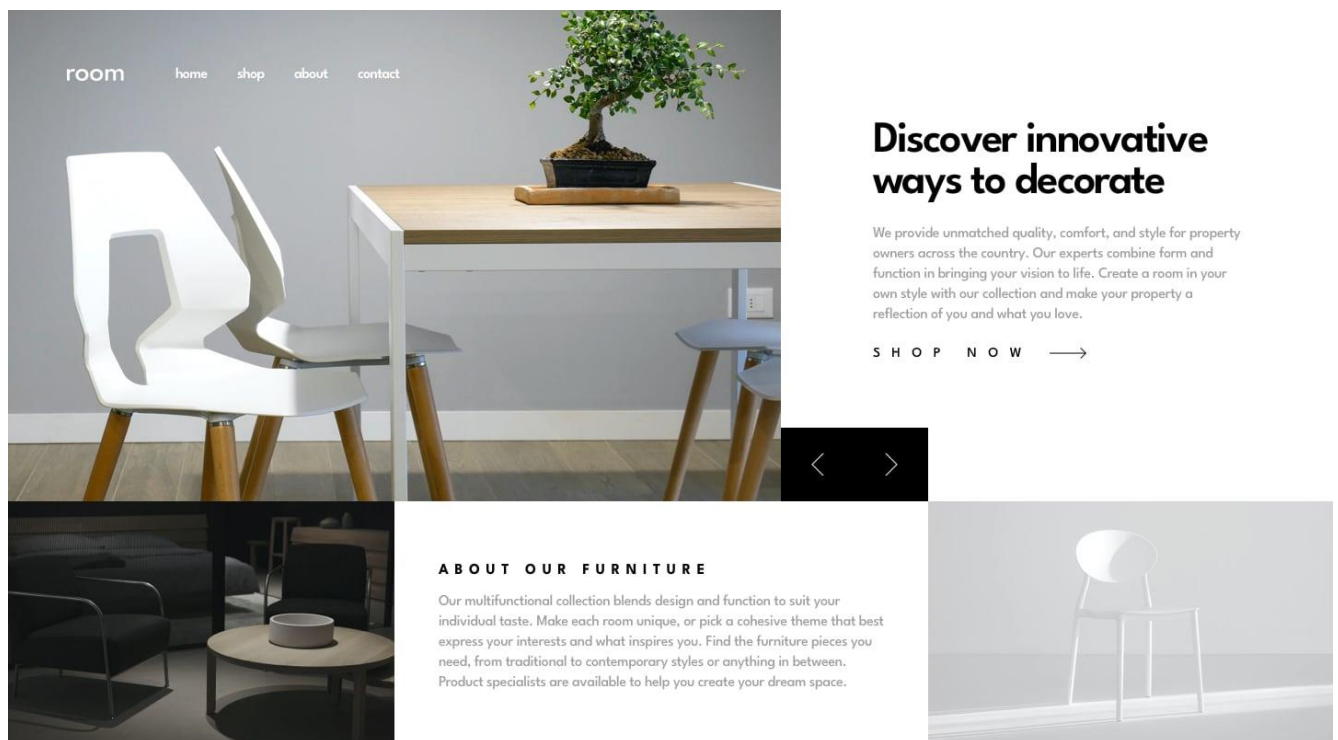 room
home shop about contact
Discover innovative
ways to decorate
We provide unmatched quality, comfort, and style for property
owners across the country. Our experts combine form and
function in bringing your vision to life. Create a room in your
own style with our collection and make your property a
reflection of you and what you love.
SHOP NOW
ABOUT OUR FURNITURE
Our multifunctional collection blends design and function to suit your
individual taste. Make each room unique, or pick a cohesive theme that best
express your interests and what inspires you. Find the furniture pieces you
need, from traditional to contemporary styles or anything in between.
Product specialists are available to help you create your dream space.